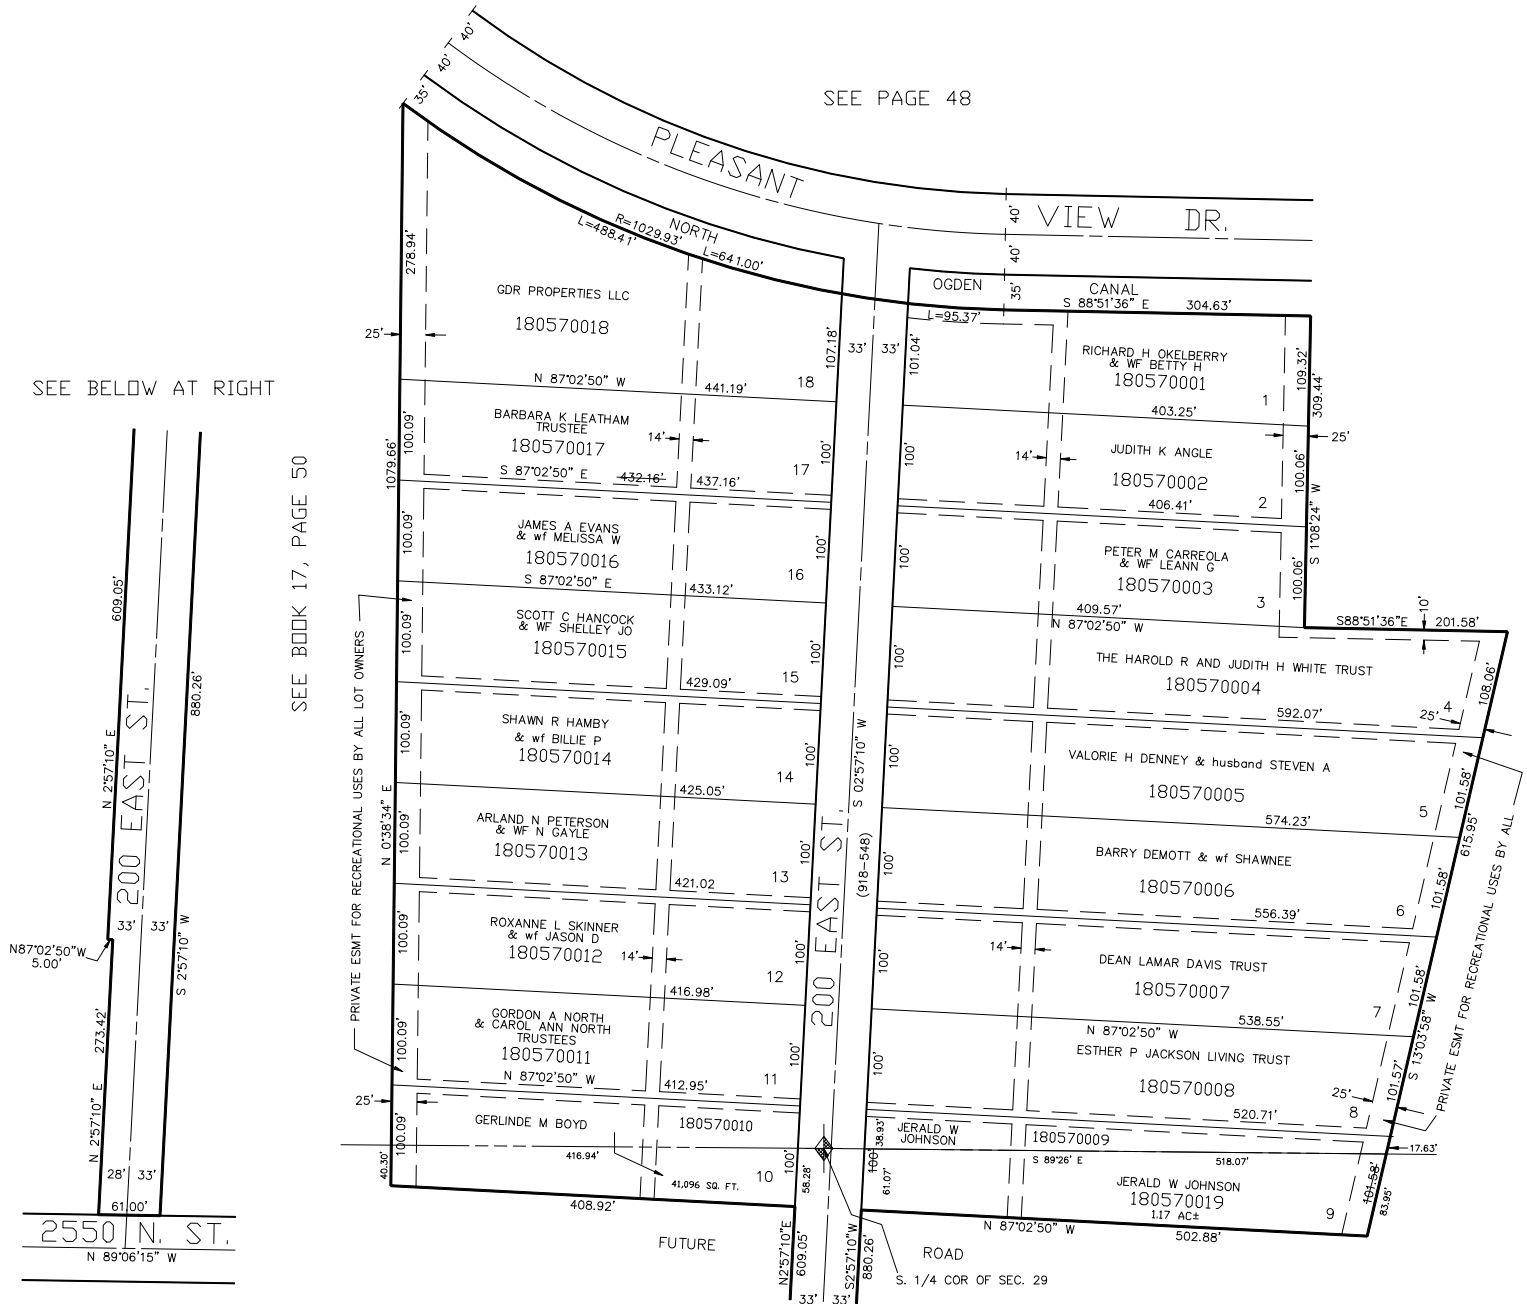 SEE PAGE 48
40'
40'
35'
PLEASANT
VIEW DR.
40'
40'
35'
NORTH
R=1029.93'
L=488.41'
L=641.00'
OGDEN
CANAL
S 88°51'36" E 304.63'
L=95.37'
278.94'
GDR PROPERTIES LLC
180570018
25'
107.18'
33' 33'
101.04'
N 87°02'50" W
441.19'
18
RICHARD H OKELBERRY
& WF BETTY H
180570001
1
109.32'
309.44'
403.25'
SEE BELOW AT RIGHT
SEE BOOK 17, PAGE 50
100.09'
1079.66'
BARBARA K LEATHAM
TRUSTEE
180570017
14'
17
100'
S 87°02'50" E
432.16'
437.16'
100'
14'
JUDITH K ANGLE
180570002
406.41'
2
25'
100.06'
S 1°08'24" W
100.09'
JAMES A EVANS
& wf MELISSA W
180570016
16
100'
S 87°02'50" E
433.12'
100'
PETER M CARREOLA
& WF LEANN G
180570003
3
100.06'
409.57'
N 87°02'50" W
S88°51'36"E 201.58'
10'
100.09'
SCOTT C HANCOCK
& WF SHELLEY JO
180570015
15
100'
429.09'
100'
THE HAROLD R AND JUDITH H WHITE TRUST
180570004
592.07'
4
25'
108.06'
PRIVATE ESMT FOR RECREATIONAL USES BY ALL LOT OWNERS
100.09'
SHAWN R HAMBY
& wf BILLIE P
180570014
14
100'
425.05'
S 02°57'10" W
100'
VALORIE H DENNEY & husband STEVEN A
180570005
574.23'
5
101.58'
615.95'
N 0°38'34" E
100.09'
ARLAND N PETERSON
& WF N GAYLE
180570013
13
100'
421.02
200 EAST ST.
(918-548)
100'
BARRY DEMOTT & wf SHAWNEE
180570006
556.39'
6
101.58'
100.09'
ROXANNE L SKINNER
& wf JASON D
180570012
14'
12
100'
416.98'
100'
14'
DEAN LAMAR DAVIS TRUST
180570007
538.55'
7
101.58'
S 13°03'58" W
PRIVATE ESMT FOR RECREATIONAL USES BY ALL
100.09'
GORDON A NORTH
& CAROL ANN NORTH
TRUSTEES
180570011
N 87°02'50" W
11
100'
412.95'
100'
N 87°02'50" W
ESTHER P JACKSON LIVING TRUST
180570008
520.71'
8
25'
101.57'
25'
100.09'
40.30'
GERLINDE M BOYD
180570010
416.94'
41,096 SQ. FT.
10
100'
58.28'
408.92'
38.93'
100'
61.07'
JERALD W
JOHNSON
180570009
S 89°26' E
518.07'
17.63'
JERALD W JOHNSON
180570019
1.17 AC±
9
101.58'
83.95'
N 87°02'50" W
502.88'
FUTURE
ROAD
S. 1/4 COR OF SEC. 29
N2°57'10"E
609.05'
S2°57'10"W
880.26'
33' 33'
609.05'
N 2°57'10" E
200 EAST ST.
880.26'
S 2°57'10" W
33' 33'
N87°02'50"W
5.00'
273.42'
N 2°57'10" E
28' 33'
61.00'
2550 N. ST.
N 89°06'15" W